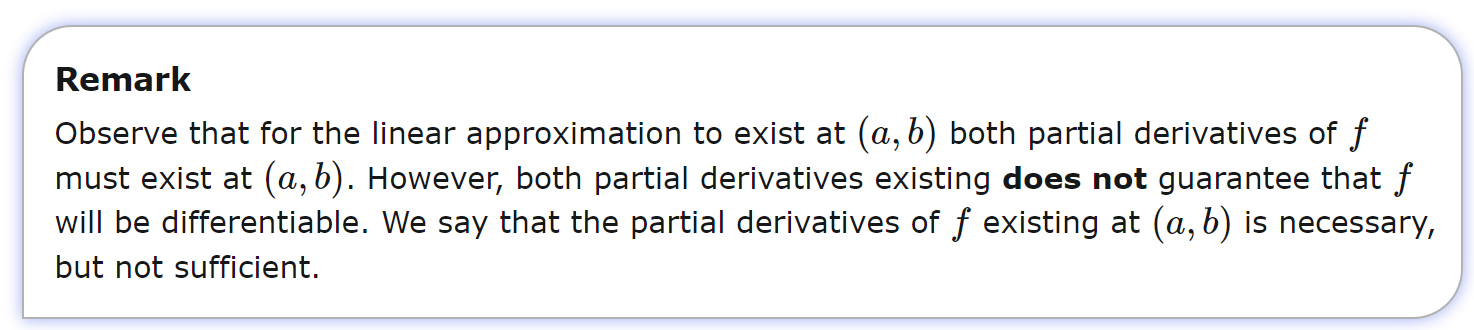 Remark
Observe that for the linear approximation to exist at (a, b) both partial derivatives of f
must exist at (a, b). However, both partial derivatives existing does not guarantee that f
will be differentiable. We say that the partial derivatives of f existing at (a, b) is necessary,
but not sufficient.